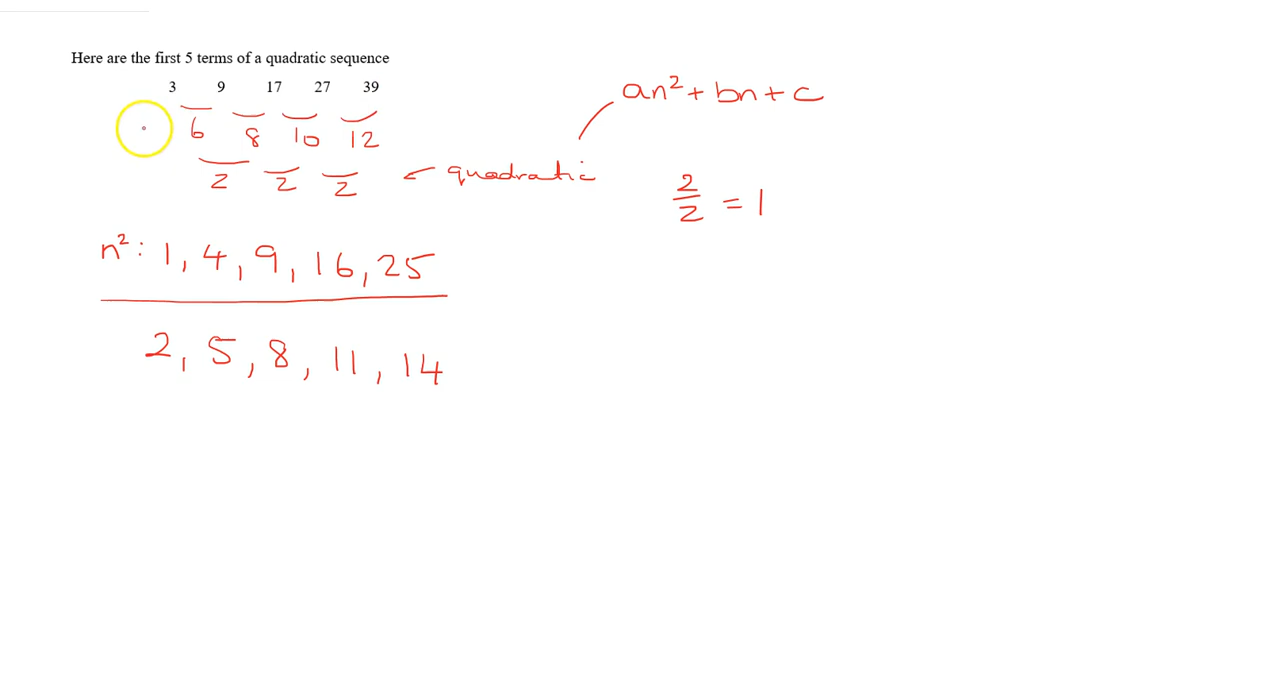 Here are the first 5 terms of a quadratic sequence
3 9 17 27 39
an² + bn + c
6 8 10 12
2 2 2 quadratic
2/2 = 1
n² : 1, 4, 9, 16, 25
2, 5, 8, 11, 14